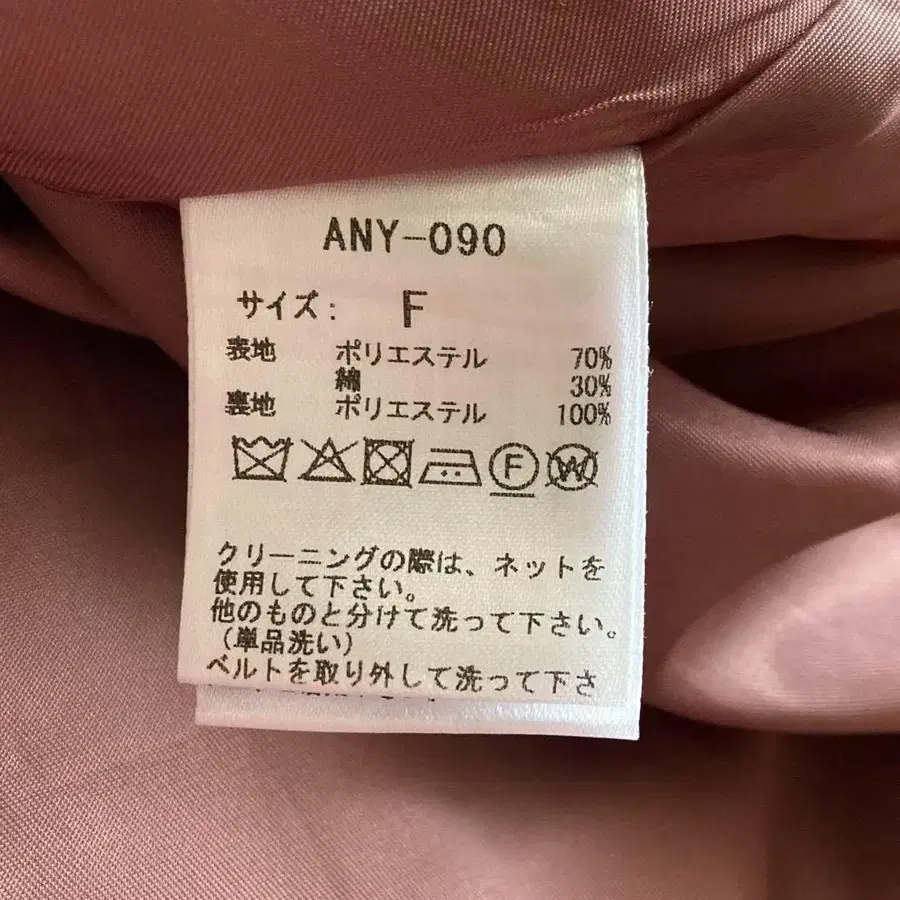 ANY-090
サイズ: F
表地 ポリエステル 70%
綿 30%
裏地 ポリエステル 100%
F W
クリーニングの際は、ネットを
使用して下さい。
他のものと分けて洗って下さい。
(単品洗い)
ベルトを取り外して洗って下さ